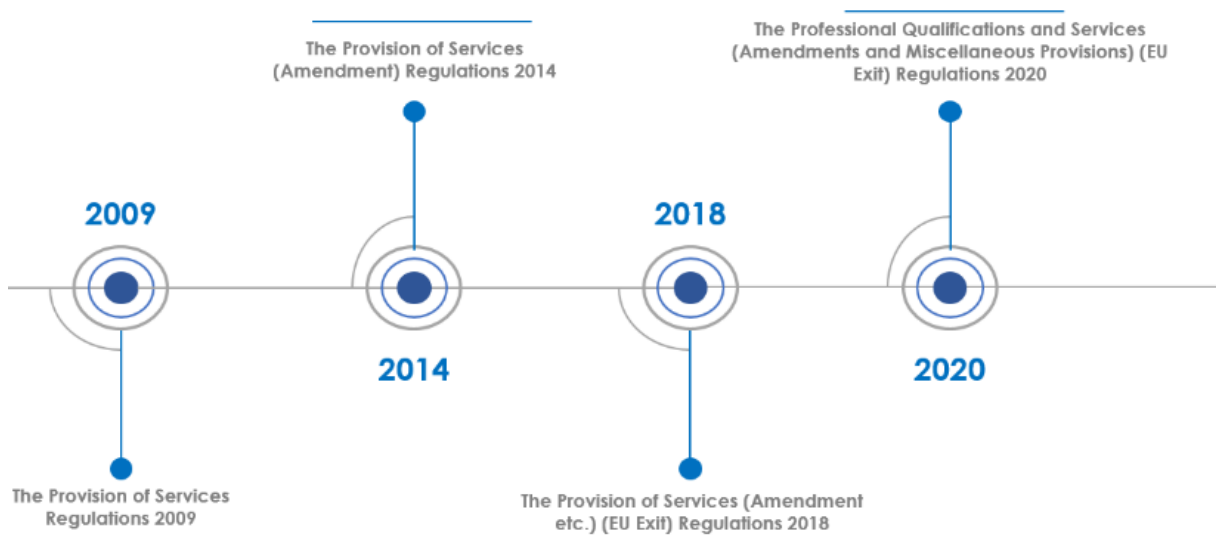 The Provision of Services
(Amendment) Regulations 2014
The Professional Qualifications and Services
(Amendments and Miscellaneous Provisions) (EU
Exit) Regulations 2020
2009
2018
2014
2020
The Provision of Services
Regulations 2009
The Provision of Services (Amendment
etc.) (EU Exit) Regulations 2018